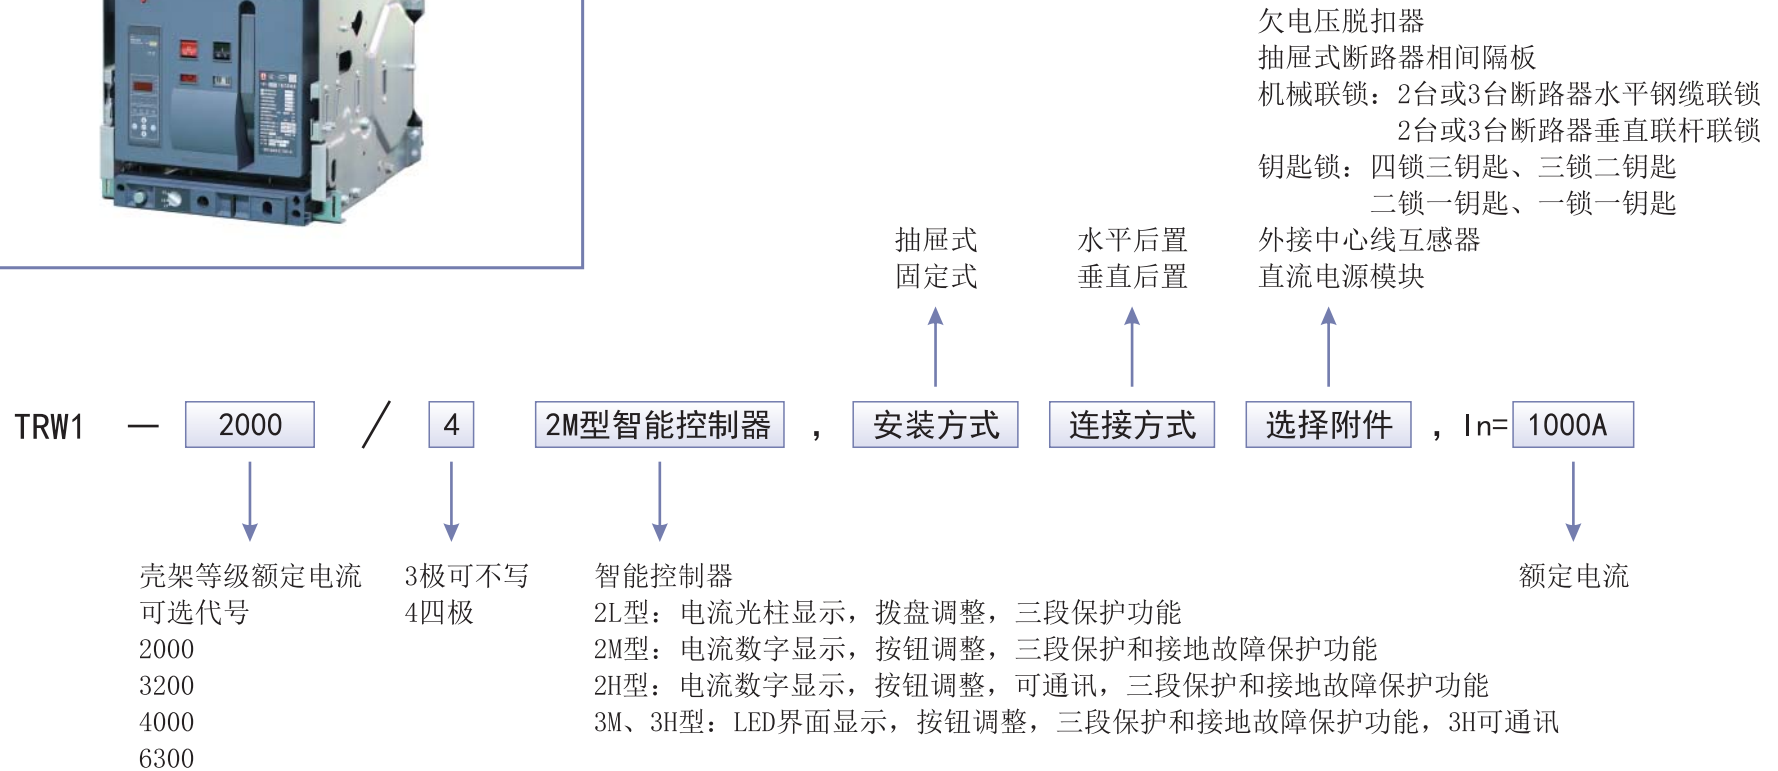 欠电压脱扣器
抽屉式断路器相间隔板
机械联锁：2台或3台断路器水平钢缆联锁
2台或3台断路器垂直联杆联锁
钥匙锁：四锁三钥匙、三锁二钥匙
二锁一钥匙、一锁一钥匙
抽屉式 水平后置 外接中心线互感器
固定式 垂直后置 直流电源模块
TRW1 — 2000 / 4 2M型智能控制器 ， 安装方式 连接方式 选择附件 ，In= 1000A
壳架等级额定电流 3极可不写 智能控制器 额定电流
可选代号 4四极 2L型：电流光柱显示，拨盘调整，三段保护功能
2000 2M型：电流数字显示，按钮调整，三段保护和接地故障保护功能
3200 2H型：电流数字显示，按钮调整，可通讯，三段保护和接地故障保护功能
4000 3M、3H型：LED界面显示，按钮调整，三段保护和接地故障保护功能，3H可通讯
6300